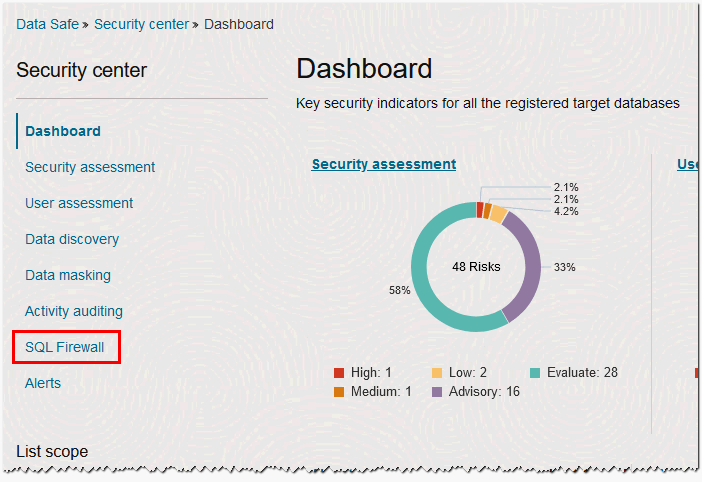 Data Safe » Security center » Dashboard
Security center
Dashboard
Security assessment
User assessment
Data discovery
Data masking
Activity auditing
SQL Firewall
Alerts
List scope
Dashboard
Key security indicators for all the registered target databases
Security assessment
2.1%
2.1%
4.2%
33%
58%
48 Risks
High: 1
Low: 2
Evaluate: 28
Medium: 1
Advisory: 16